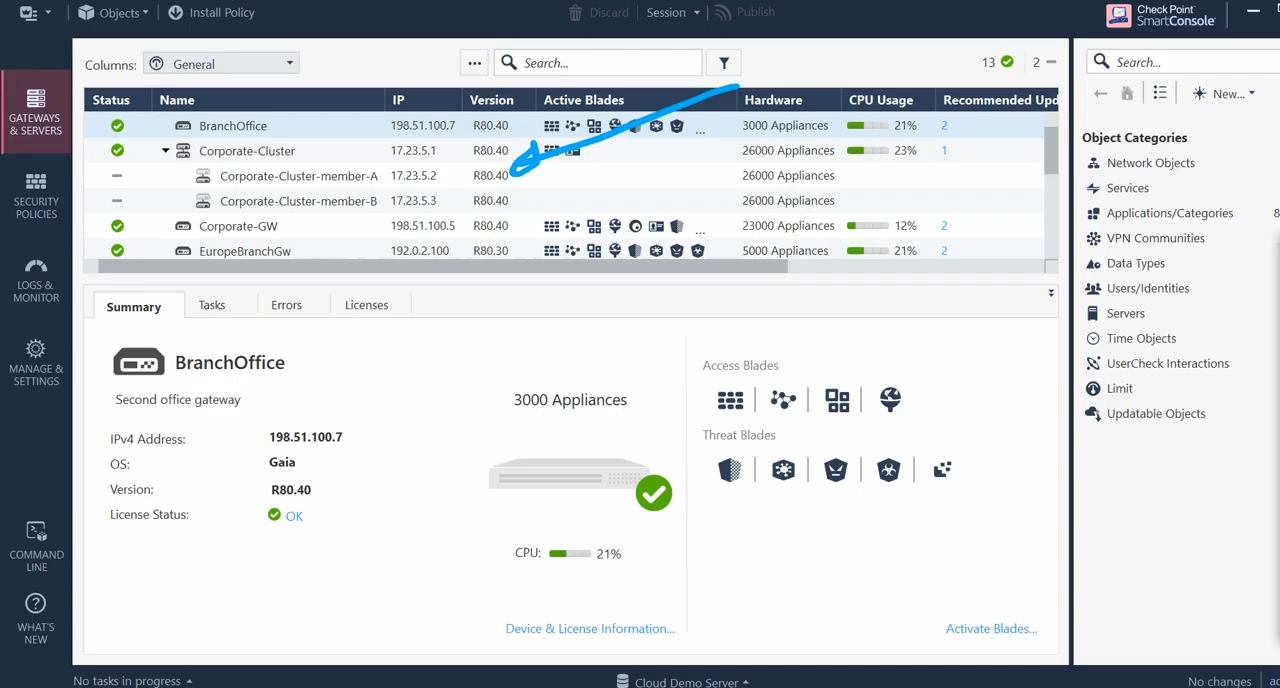 Objects
Install Policy
Discard
Session
Publish
Check Point
SmartConsole
GATEWAYS
& SERVERS
SECURITY
POLICIES
LOGS &
MONITOR
MANAGE &
SETTINGS
COMMAND
LINE
WHAT'S
NEW
Columns: General
... Search...
13 2
Status Name IP Version Active Blades Hardware CPU Usage Recommended Upd
BranchOffice 198.51.100.7 R80.40 ... 3000 Appliances 21% 2
Corporate-Cluster 17.23.5.1 R80.40 26000 Appliances 23% 1
Corporate-Cluster-member-A 17.23.5.2 R80.40 26000 Appliances
Corporate-Cluster-member-B 17.23.5.3 R80.40 26000 Appliances
Corporate-GW 198.51.100.5 R80.40 ... 23000 Appliances 12% 2
EuropeBranchGw 192.0.2.100 R80.30 5000 Appliances 21% 2
Summary Tasks Errors Licenses
BranchOffice
Second office gateway
IPv4 Address: 198.51.100.7
OS: Gaia
Version: R80.40
License Status: OK
3000 Appliances
CPU: 21%
Device & License Information...
Access Blades
Threat Blades
Activate Blades...
Search...
New...
Object Categories
Network Objects
Services
Applications/Categories 8
VPN Communities
Data Types
Users/Identities
Servers
Time Objects
UserCheck Interactions
Limit
Updatable Objects
No tasks in progress
Cloud Demo Server
No changes